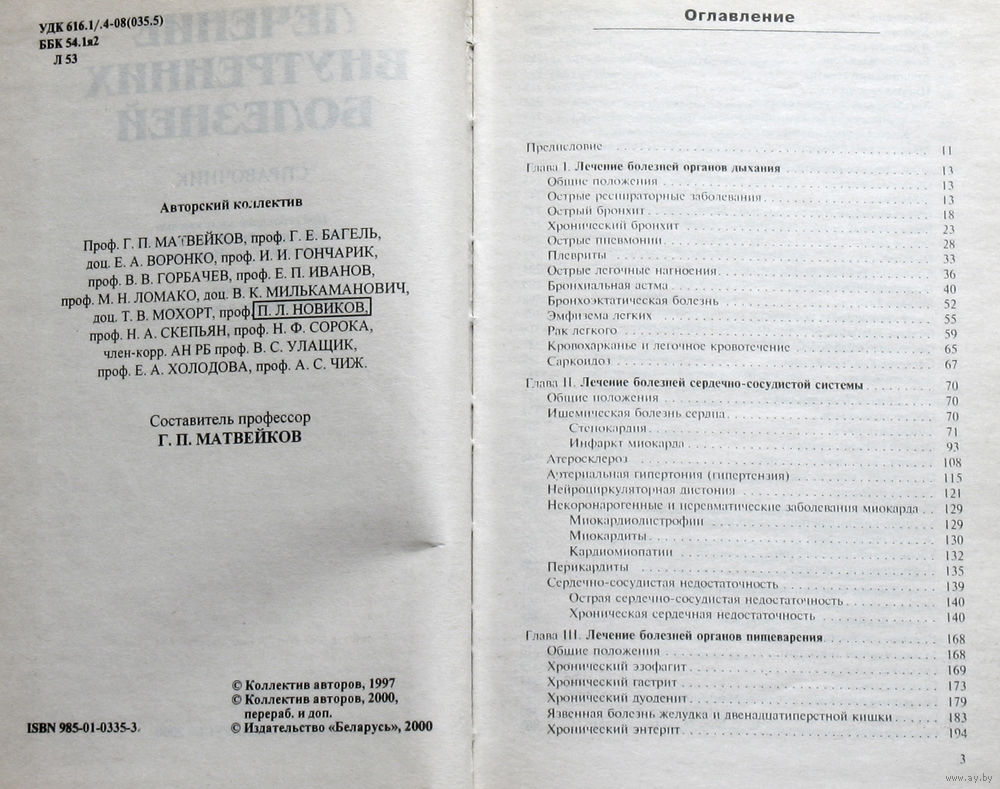 УДК 616.1/.4-08(035.5)
ББК 54.1я2
Л 53
ЛЕЧЕНИЕ
ВНУТРЕННИХ
БОЛЕЗНЕЙ
СПРАВОЧНИК
Авторский коллектив
Проф. Г. П. МАТВЕЙКОВ, проф. Г. Е. БАГЕЛЬ,
доц. Е. А. ВОРОНКО, проф. И. И. ГОНЧАРИК,
проф. В. В. ГОРБАЧЕВ, проф. Е. П. ИВАНОВ,
проф. М. Н. ЛОМАКО, доц. В. К. МИЛЬКАМАНОВИЧ,
доц. Т. В. МОХОРТ, проф. П. Л. НОВИКОВ,
проф. Н. А. СКЕПЬЯН, проф. Н. Ф. СОРОКА,
член-корр. АН РБ проф. В. С. УЛАЩИК,
проф. Е. А. ХОЛОДОВА, проф. А. С. ЧИЖ.
Составитель профессор
Г. П. МАТВЕЙКОВ
© Коллектив авторов, 1997
© Коллектив авторов, 2000,
перераб. и доп.
ISBN 985-01-0335-3. © Издательство «Беларусь», 2000
Оглавление
Предисловие 11
Глава I. Лечение болезней органов дыхания 13
Общие положения 13
Острые респираторные заболевания 13
Острый бронхит 18
Хронический бронхит 23
Острые пневмонии 28
Плевриты 33
Острые легочные нагноения 36
Бронхиальная астма 40
Бронхоэктатическая болезнь 52
Эмфизема легких 55
Рак легкого 59
Кровохарканье и легочное кровотечение 65
Саркоидоз 67
Глава II. Лечение болезней сердечно-сосудистой системы 70
Общие положения 70
Ишемическая болезнь сердца 70
Стенокардия 71
Инфаркт миокарда 93
Атеросклероз 108
Артериальная гипертония (гипертензия) 115
Нейроциркуляторная дистония 121
Некоронарогенные и неревматические заболевания миокарда 129
Миокардиодистрофии 129
Миокардиты 130
Кардиомиопатии 132
Перикардиты 135
Сердечно-сосудистая недостаточность 139
Острая сердечно-сосудистая недостаточность 140
Хроническая сердечная недостаточность 140
Глава III. Лечение болезней органов пищеварения 168
Общие положения 168
Хронический эзофагит 169
Хронический гастрит 173
Хронический дуоденит 179
Язвенная болезнь желудка и двенадцатиперстной кишки 183
Хронический энтерит 194
3
www.ay.by